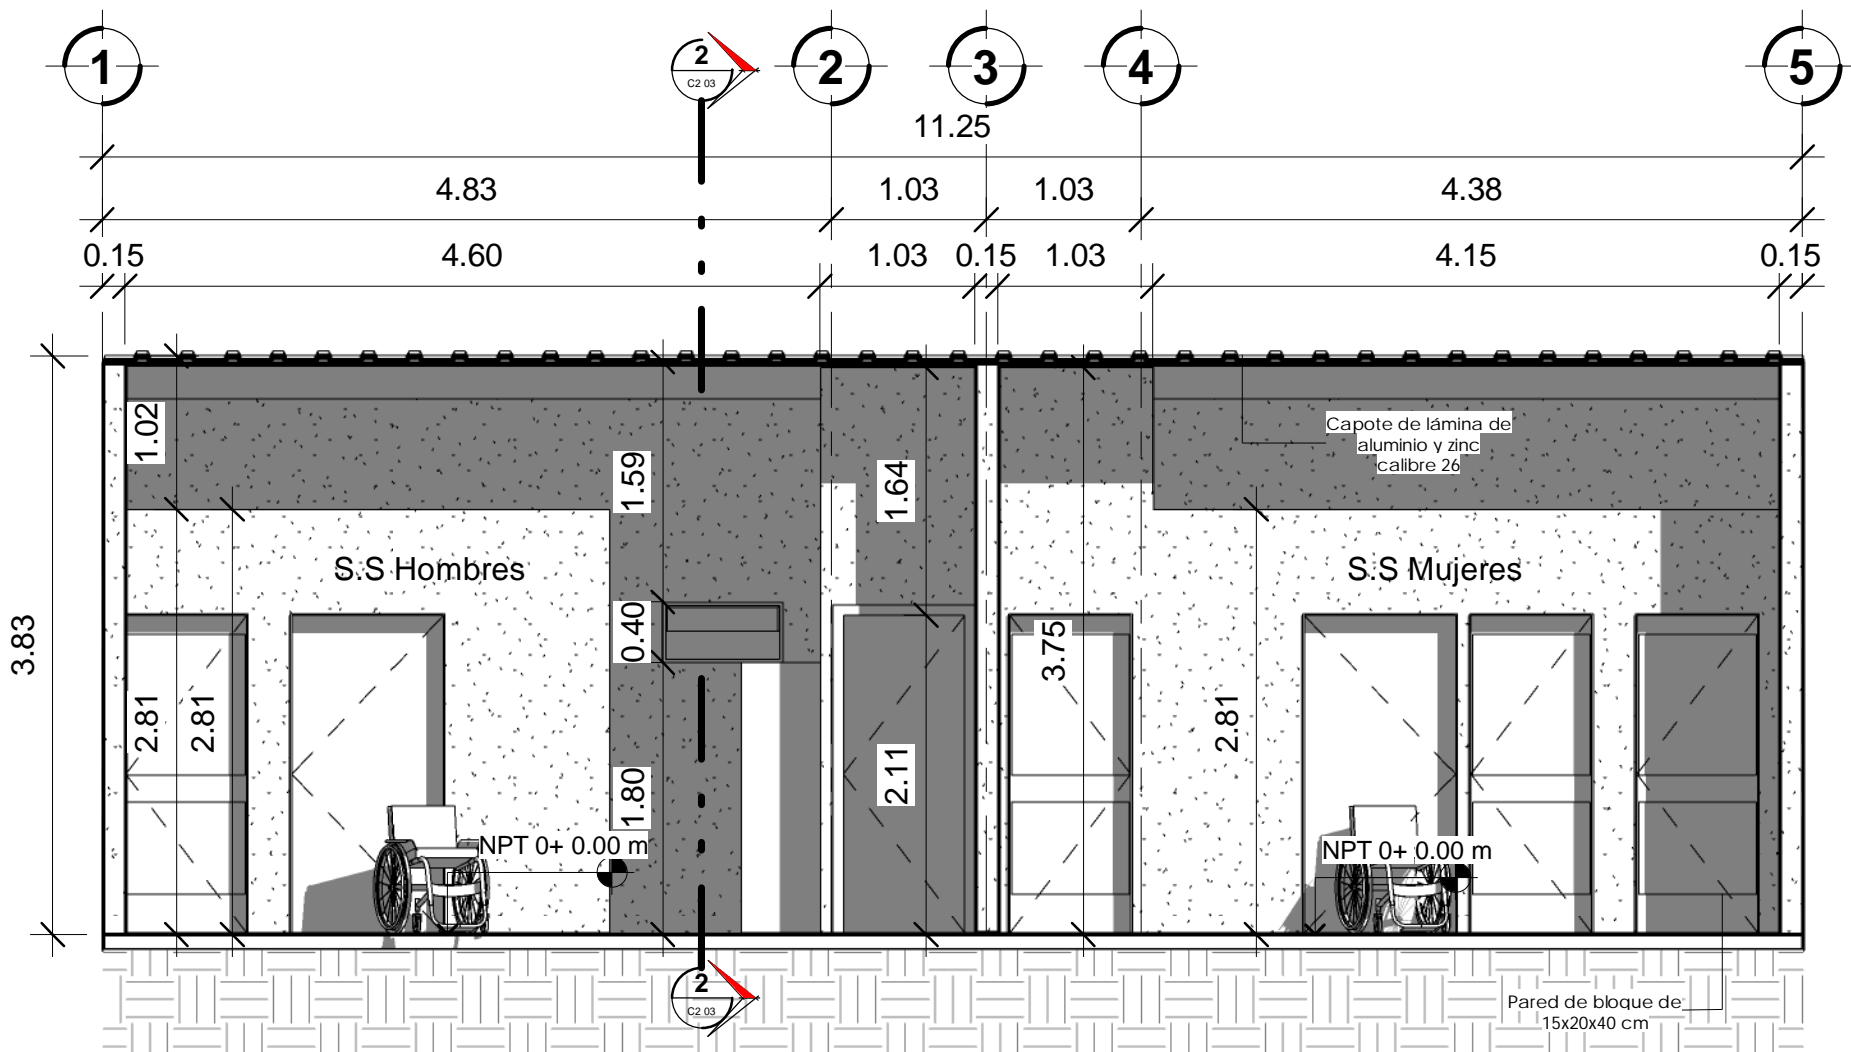 1
2
C2 03
2
3
4
5
11.25
4.83
1.03
1.03
4.38
0.15
4.60
1.03
0.15
1.03
4.15
0.15
1.02
1.59
1.64
Capote de lámina de
aluminio y zinc
calibre 26
S.S Hombres
S.S Mujeres
3.83
0.40
3.75
2.81
2.81
2.81
1.80
2.11
NPT 0+ 0.00 m
NPT 0+ 0.00 m
2
C2 03
Pared de bloque de
15x20x40 cm